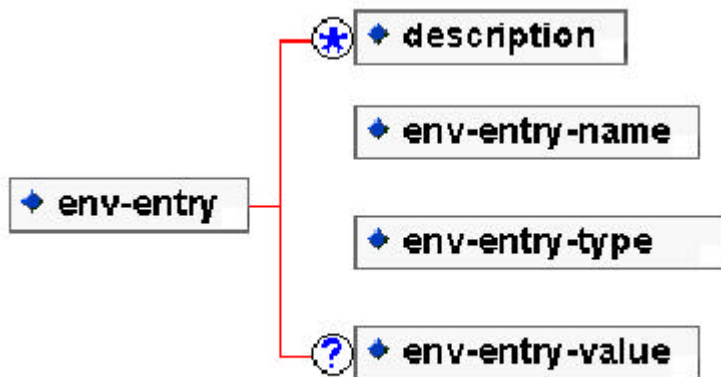 * description
env-entry-name
env-entry
env-entry-type
? env-entry-value